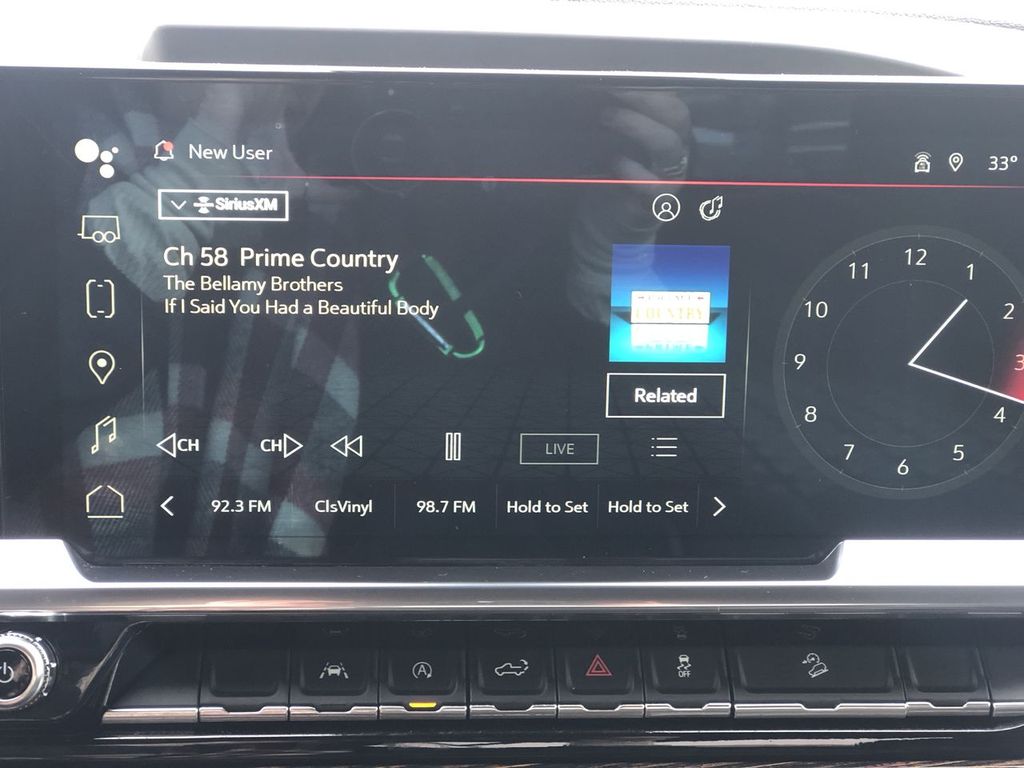 New User
33°
SiriusXM
Ch 58 Prime Country
The Bellamy Brothers
If I Said You Had a Beautiful Body
COUNTRY
Related
12
1
2
3
4
5
6
7
8
9
10
11
CH
CH
LIVE
92.3 FM
ClsVinyl
98.7 FM
Hold to Set
Hold to Set
A
OFF